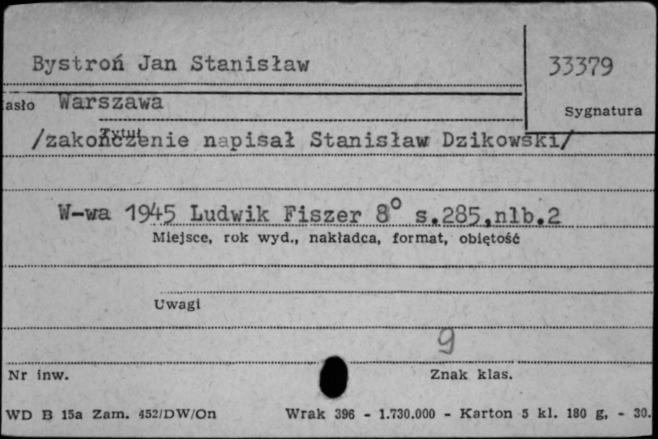 Bystroń Jan Stanisław
33379
asło Warszawa
Sygnatura
Tytuł
/zakończenie napisał Stanisław Dzikowski/
W-wa 1945 Ludwik Fiszer 8° s.285,nlb.2
Miejsce, rok wyd., nakładca, format, obiętość
Uwagi
9
Nr inw.
Znak klas.
WD B 15a Zam. 452/DW/On Wrak 396 - 1.730.000 - Karton 5 kl. 180 g, - 30.